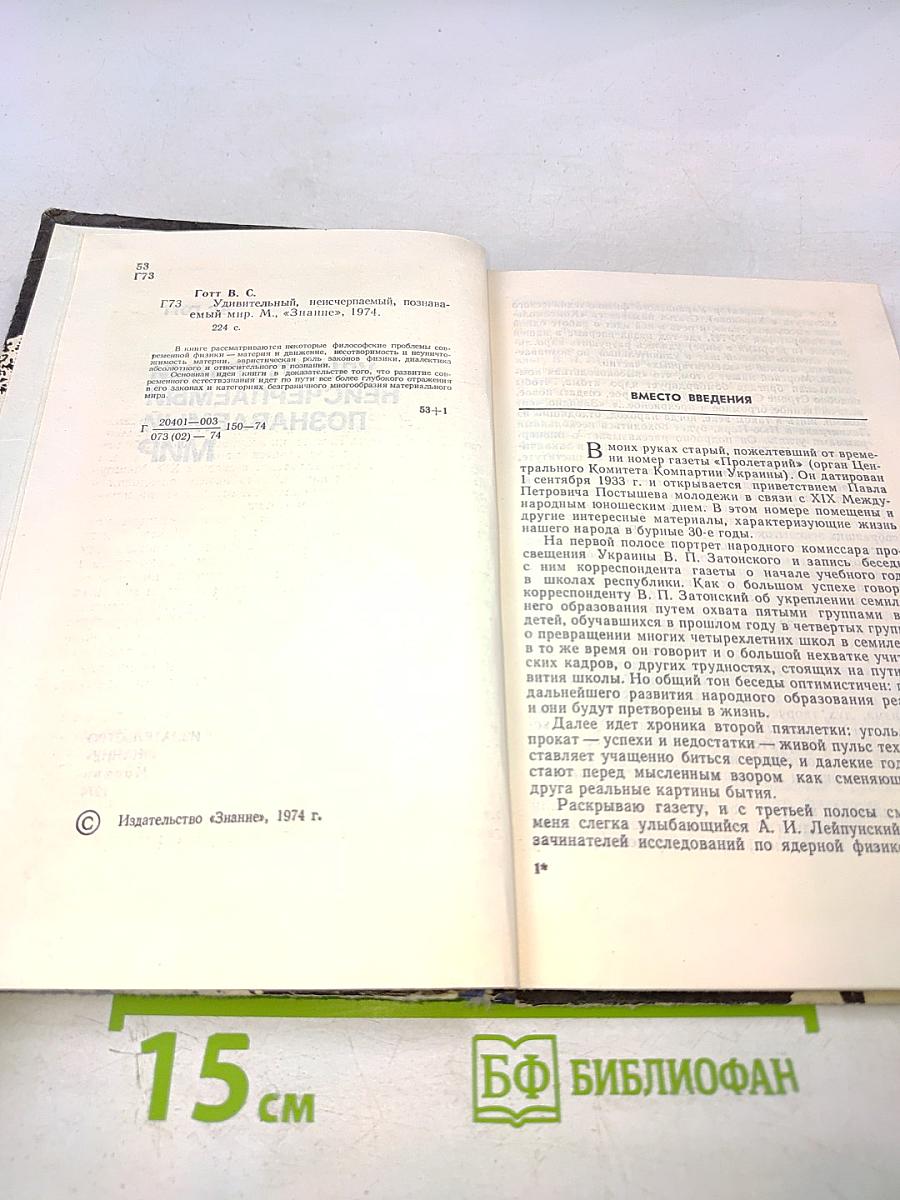 53
Г73
Готт В. С.
Г73 Удивительный, неисчерпаемый, познава-
емый мир. М., «Знание», 1974.
224 с.
В книге рассматриваются некоторые философские проблемы сов-
ременной физики — материя и движение, несотворимость и неуничто-
жимость материи, эвристическая роль законов физики, диалектика
абсолютного и относительного в познании.
Основная идея книги в доказательстве того, что развитие сов-
ременного естествознания идет по пути все более глубокого отражения
в его законах и категориях безграничного многообразия материального
мира.
53+1
Г 20401—003
073(02)—74 150—74
© Издательство «Знание», 1974 г.
ВМЕСТО ВВЕДЕНИЯ
В моих руках старый, пожелтевший от време-
ни номер газеты «Пролетарий» (орган Цен-
трального Комитета Компартии Украины). Он датирован
1 сентября 1933 г. и открывается приветствием Павла
Петровича Постышева молодежи в связи с XIX Между-
народным юношеским днем. В этом номере помещены и
другие интересные материалы, характеризующие жизнь
нашего народа в бурные 30-е годы.
На первой полосе портрет народного комиссара про-
свещения Украины В. П. Затонского и запись беседы
с ним корреспондента газеты о начале учебного год
в школах республики. Как о большом успехе говор
корреспонденту В. П. Затонский об укреплении семил
него образования путем охвата пятыми группами в
детей, обучавшихся в прошлом году в четвертых груп
о превращении многих четырехлетних школ в семиле
в то же время он говорит и о большой нехватке учит
ских кадров, о других трудностях, стоящих на пути
вития школы. Но общий тон беседы оптимистичен:
дальнейшего развития народного образования реа
и они будут претворены в жизнь.
Далее идет хроника второй пятилетки: уголь,
прокат — успехи и недостатки — живой пульс тех
ставляет учащенно биться сердце, и далекие год
стают перед мысленным взором как сменяющ
друга реальные картины бытия.
Раскрываю газету, и с третьей полосы см
меня слегка улыбающийся А. И. Лейпунский
зачинателей исследований по ядерной физик
1*
15 см
БФ БИБЛИОФАН